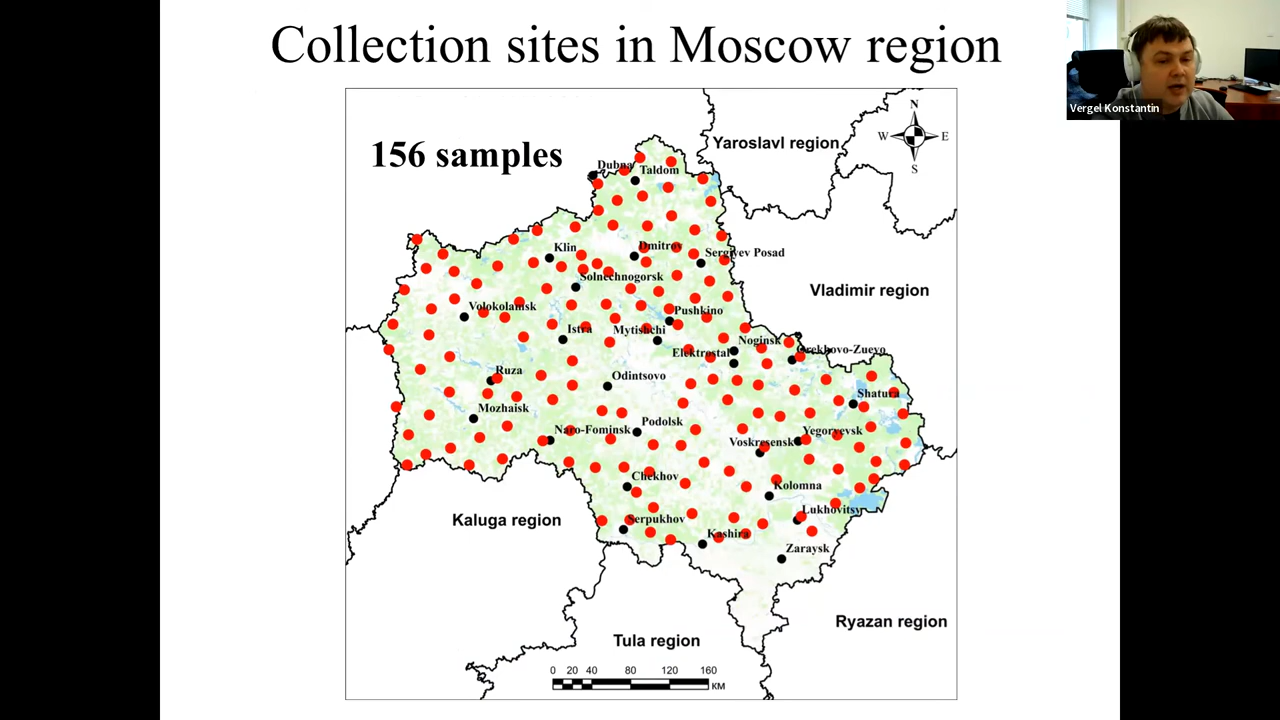 Collection sites in Moscow region
Vergel Konstantin
156 samples
N
W
E
S
Yaroslavl region
Dubna
Taldom
Klin
Dmitrov
Sergiyev Posad
Solnechnogorsk
Vladimir region
Volokolamsk
Pushkino
Istra
Mytishchi
Noginsk
Elektrostal
Orekhovo-Zuevo
Ruza
Odintsovo
Shatura
Mozhaisk
Naro-Fominsk
Podolsk
Yegoryevsk
Voskresensk
Chekhov
Kolomna
Kaluga region
Serpukhov
Lukhovitsy
Kashira
Zaraysk
Ryazan region
Tula region
0 20 40 80 120 160
KM